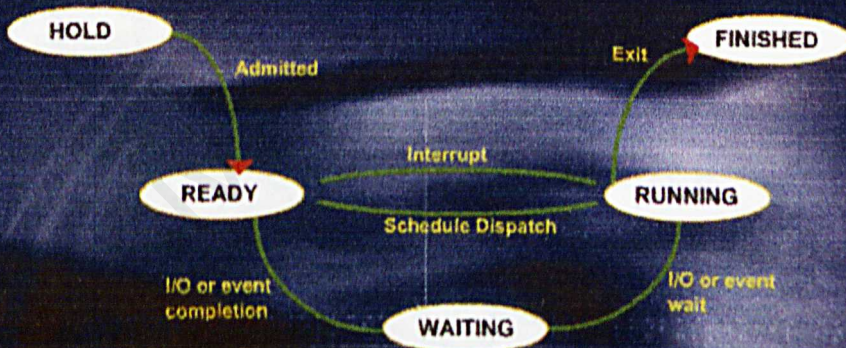 HOLD
FINISHED
Admitted
Exit
Interrupt
READY
RUNNING
Schedule Dispatch
I/O or event
completion
I/O or event
wait
WAITING